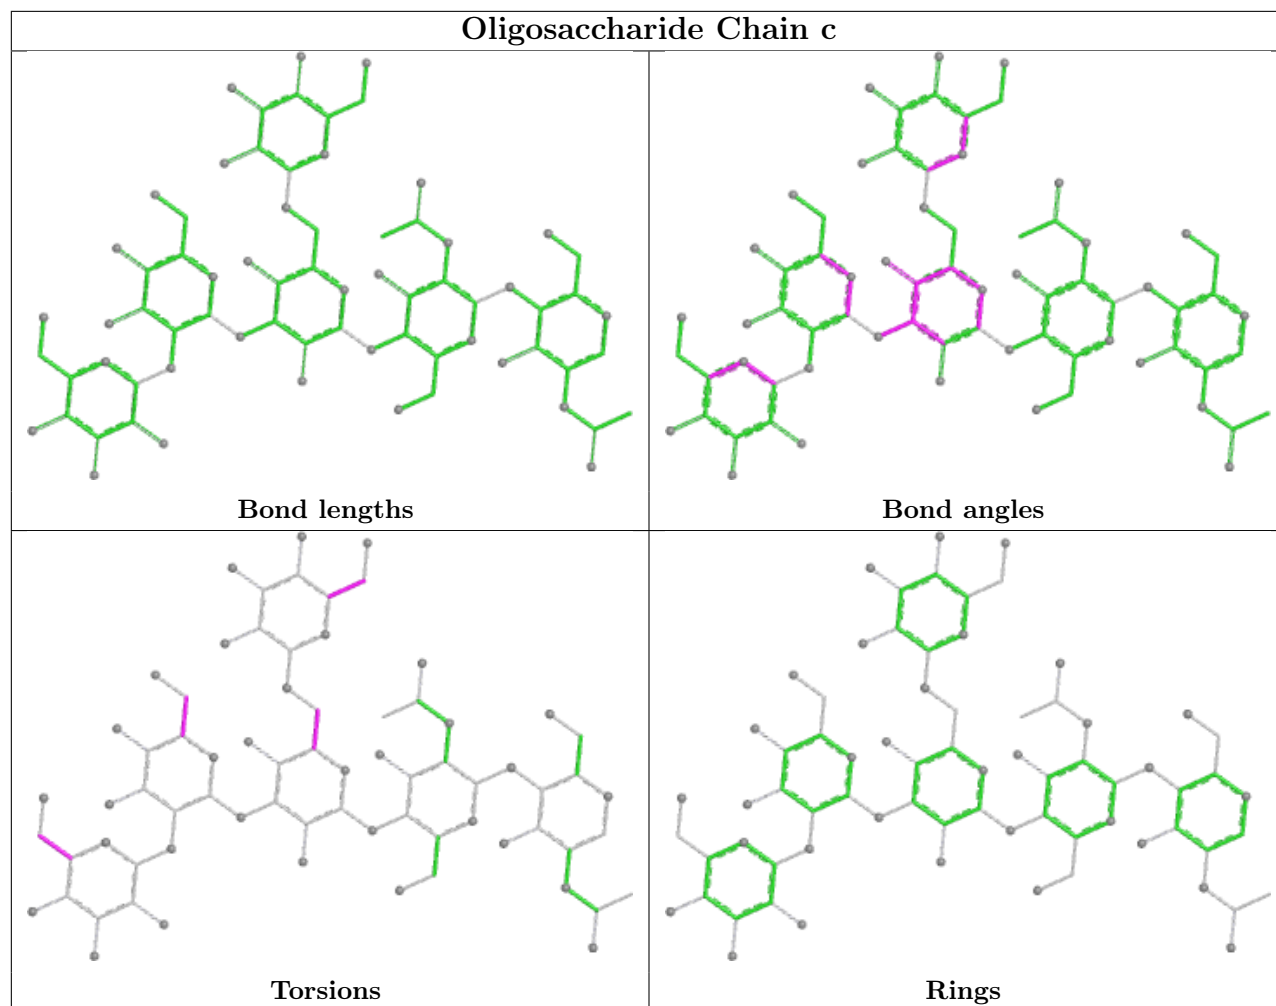 Oligosaccharide Chain c
Bond lengths
Bond angles
Torsions
Rings